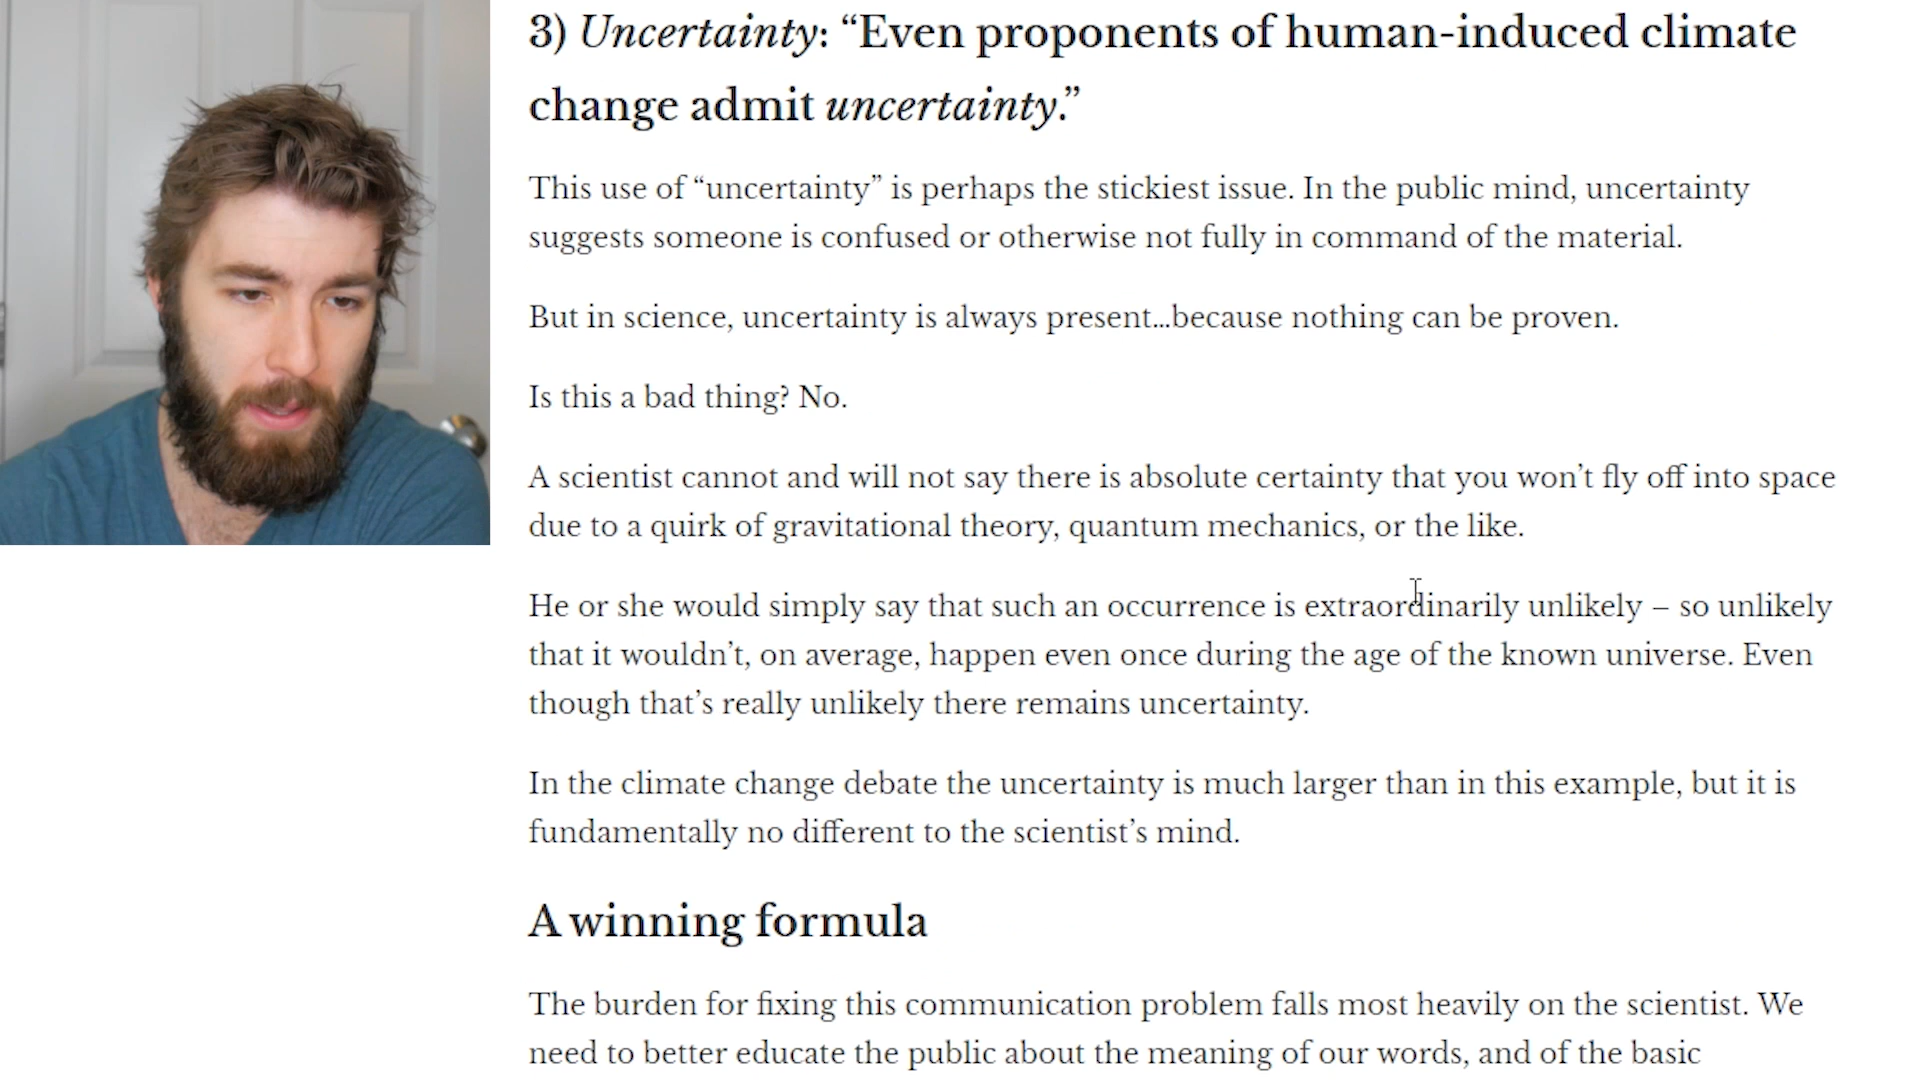 3) Uncertainty: “Even proponents of human-induced climate
change admit uncertainty.”
This use of “uncertainty” is perhaps the stickiest issue. In the public mind, uncertainty
suggests someone is confused or otherwise not fully in command of the material.
But in science, uncertainty is always present…because nothing can be proven.
Is this a bad thing? No.
A scientist cannot and will not say there is absolute certainty that you won’t fly off into space
due to a quirk of gravitational theory, quantum mechanics, or the like.
He or she would simply say that such an occurrence is extraordinarily unlikely – so unlikely
that it wouldn’t, on average, happen even once during the age of the known universe. Even
though that’s really unlikely there remains uncertainty.
In the climate change debate the uncertainty is much larger than in this example, but it is
fundamentally no different to the scientist’s mind.
A winning formula
The burden for fixing this communication problem falls most heavily on the scientist. We
need to better educate the public about the meaning of our words, and of the basic